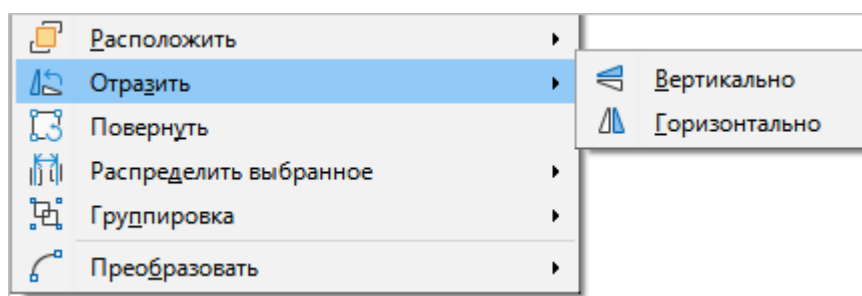 Расположить
Отразить
Повернуть
Распределить выбранное
Группировка
Преобразовать
Вертикально
Горизонтально